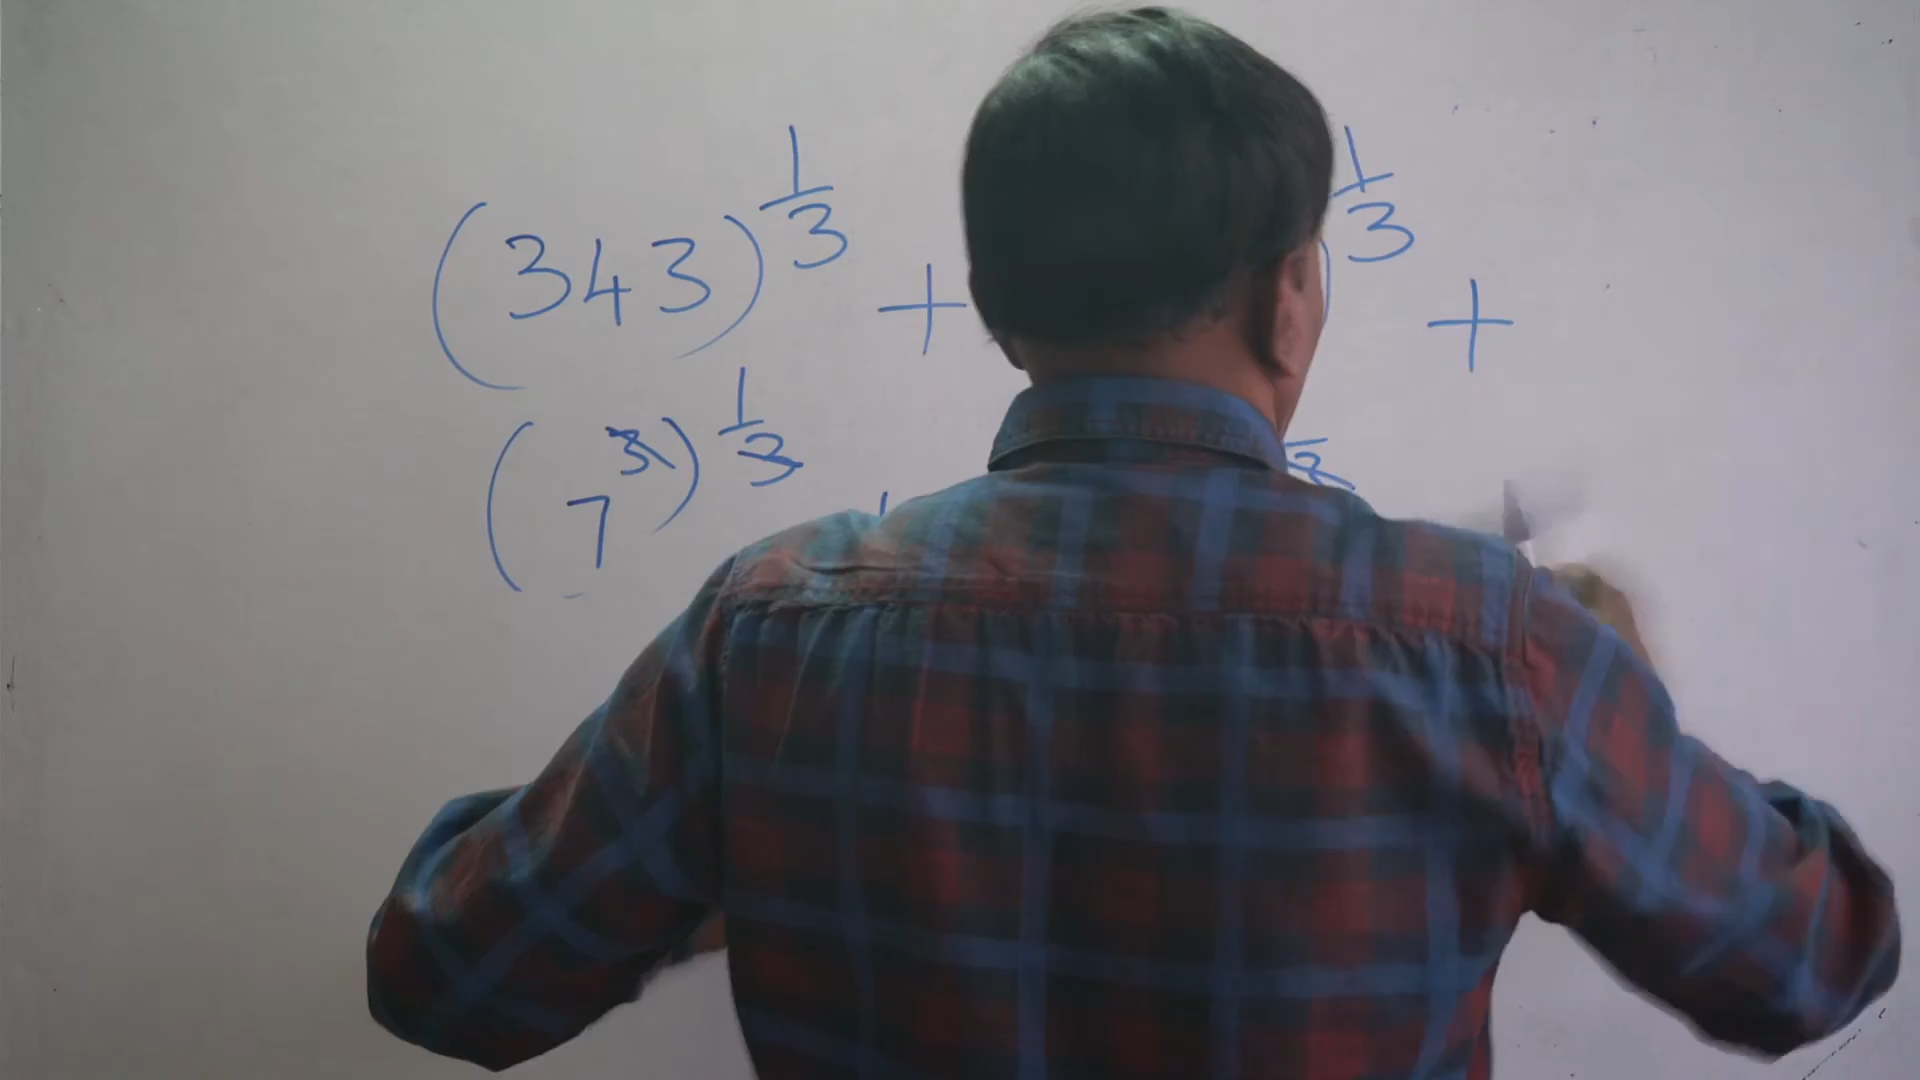 (343)^{1/3} + )^{1/3} +
(7^3)^{1/3}